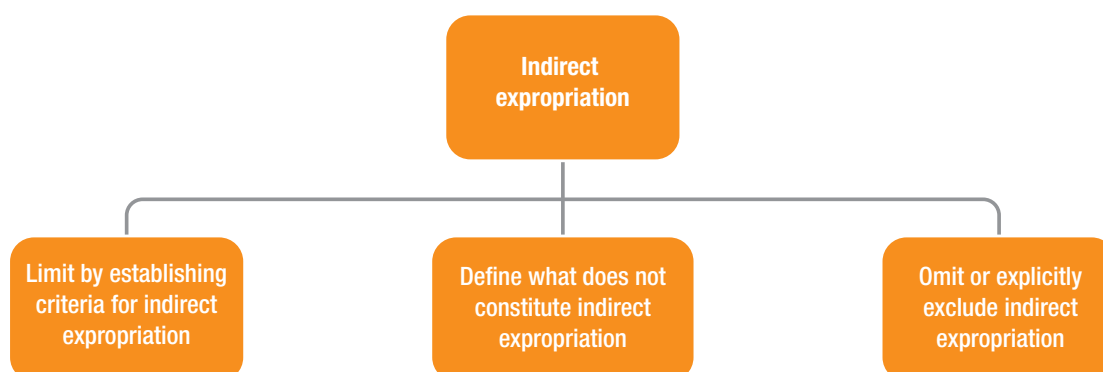 Indirect
expropriation
Limit by establishing
criteria for indirect
expropriation
Define what does not
constitute indirect
expropriation
Omit or explicitly
exclude indirect
expropriation